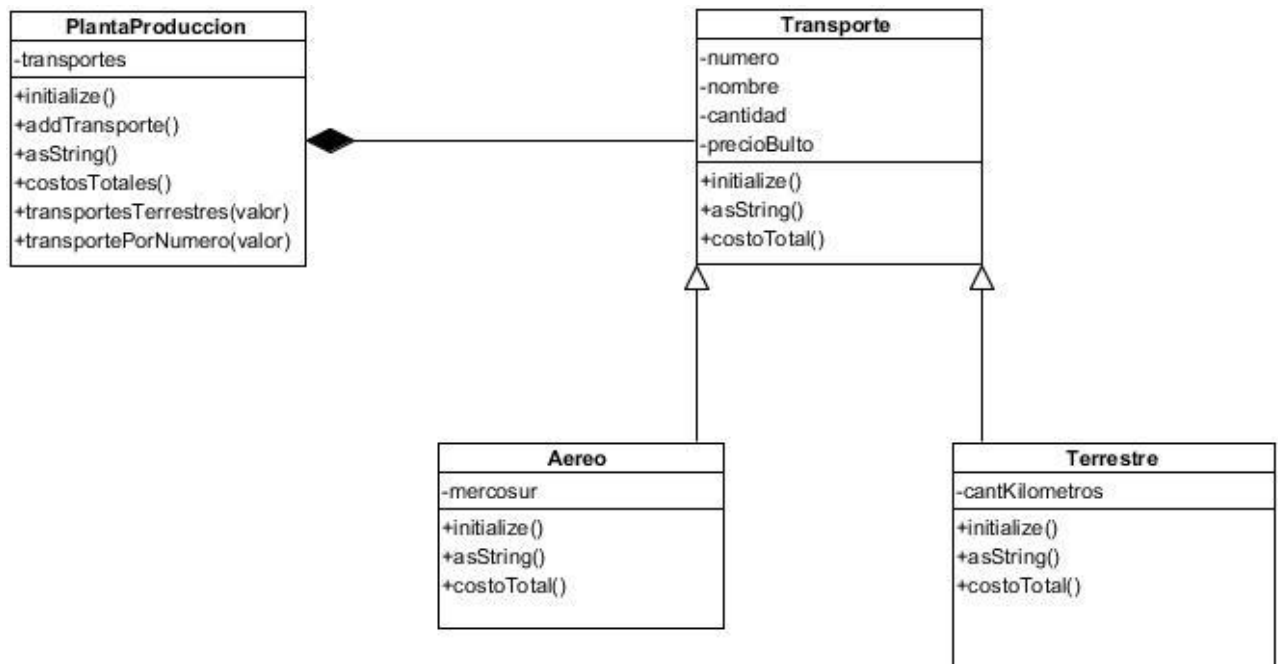 PlantaProduccion
-transportes
+initialize()
+addTransporte()
+asString()
+costosTotales()
+transportesTerrestres(valor)
+transportePorNumero(valor)
Transporte
-numero
-nombre
-cantidad
-precioBulto
+initialize()
+asString()
+costoTotal()
Aereo
-mercosur
+initialize()
+asString()
+costoTotal()
Terrestre
-cantKilometros
+initialize()
+asString()
+costoTotal()